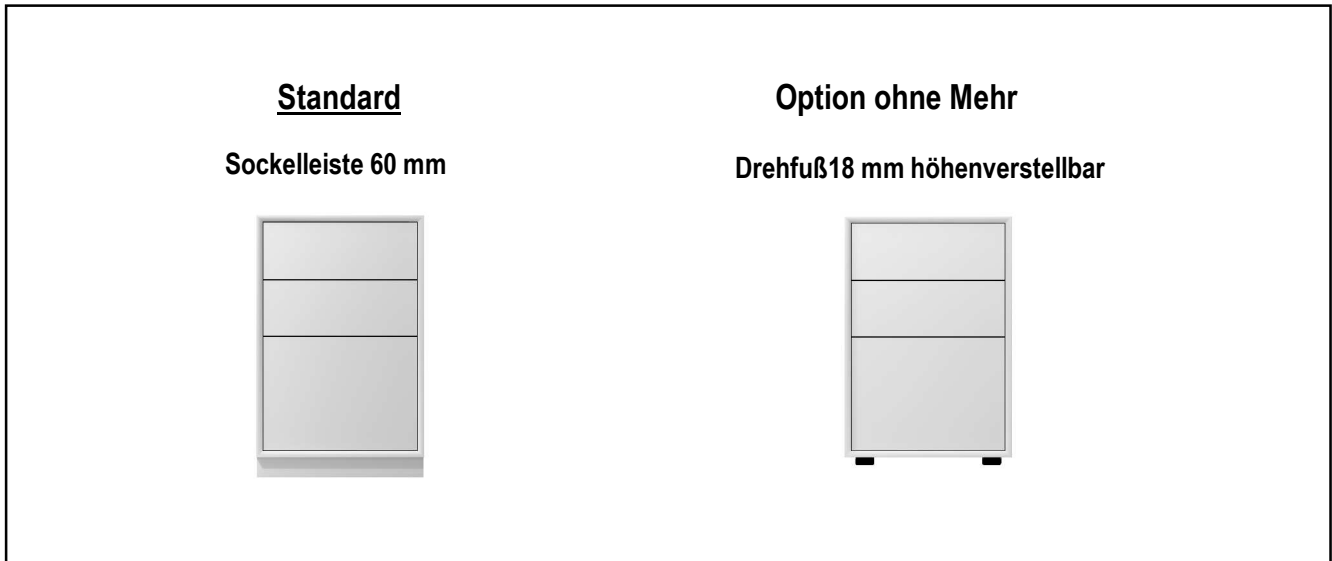 Standard
Option ohne Mehr
Sockelleiste 60 mm
Drehfuß18 mm höhenverstellbar